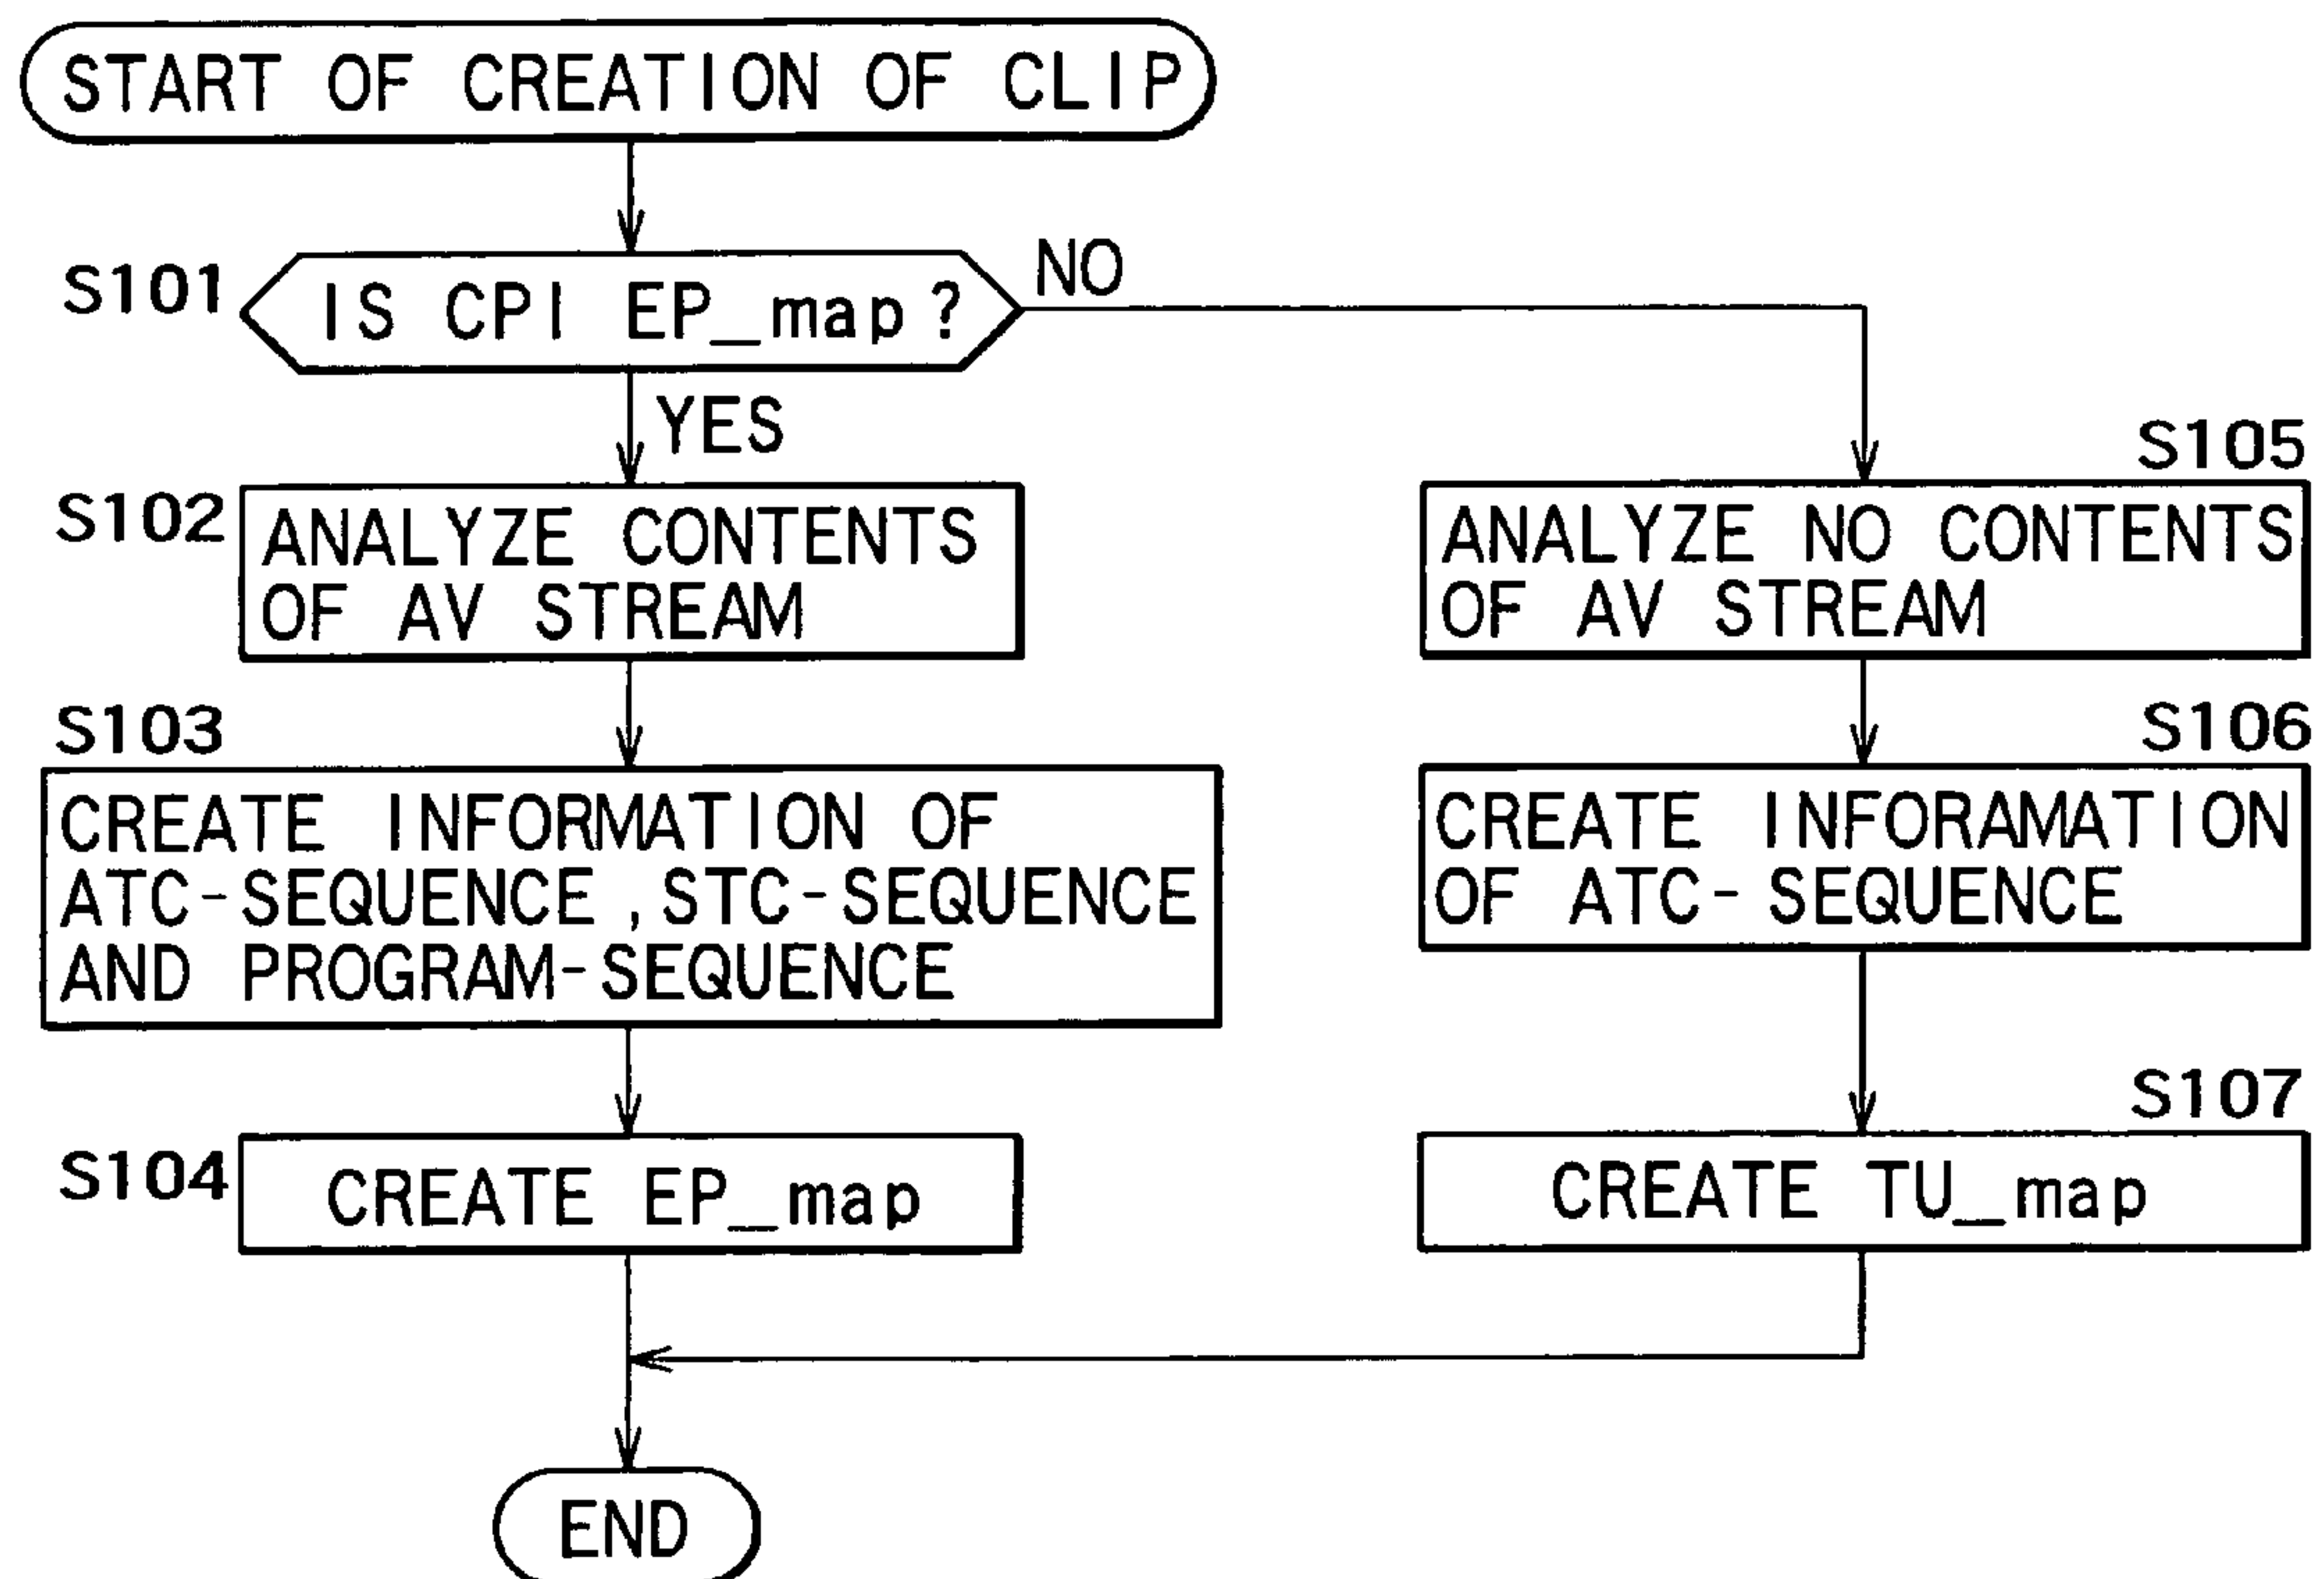 START OF CREATION OF CLIP
S101
IS CPI EP_map?
NO
YES
S102
ANALYZE CONTENTS
OF AV STREAM
S103
CREATE INFORMATION OF
ATC-SEQUENCE, STC-SEQUENCE
AND PROGRAM-SEQUENCE
S104
CREATE EP_map
S105
ANALYZE NO CONTENTS
OF AV STREAM
S106
CREATE INFORAMATION
OF ATC- SEQUENCE
S107
CREATE TU_map
END